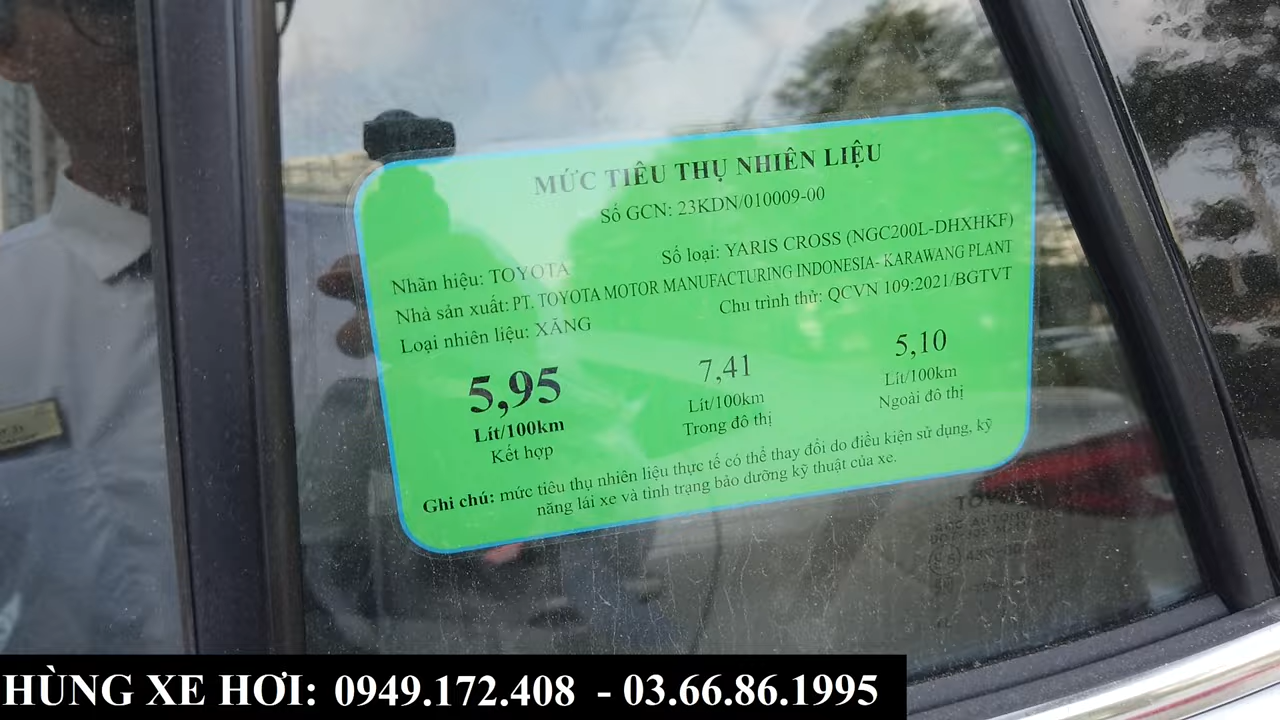 MỨC TIÊU THỤ NHIÊN LIỆU
Số GCN: 23KDN/010009-00
Nhãn hiệu: TOYOTA
Số loại: YARIS CROSS (NGC200L-DHXHKF)
Nhà sản xuất: PT. TOYOTA MOTOR MANUFACTURING INDONESIA- KARAWANG PLANT
Loại nhiên liệu: XĂNG
Chu trình thử: QCVN 109:2021/BGTVT
5,95
Lít/100km
Kết hợp
7,41
Lít/100km
Trong đô thị
5,10
Lít/100km
Ngoài đô thị
Ghi chú: mức tiêu thụ nhiên liệu thực tế có thể thay đổi do điều kiện sử dụng, kỹ
năng lái xe và tình trạng bảo dưỡng kỹ thuật của xe.
HÙNG XE HƠI: 0949.172.408 - 03.66.86.1995